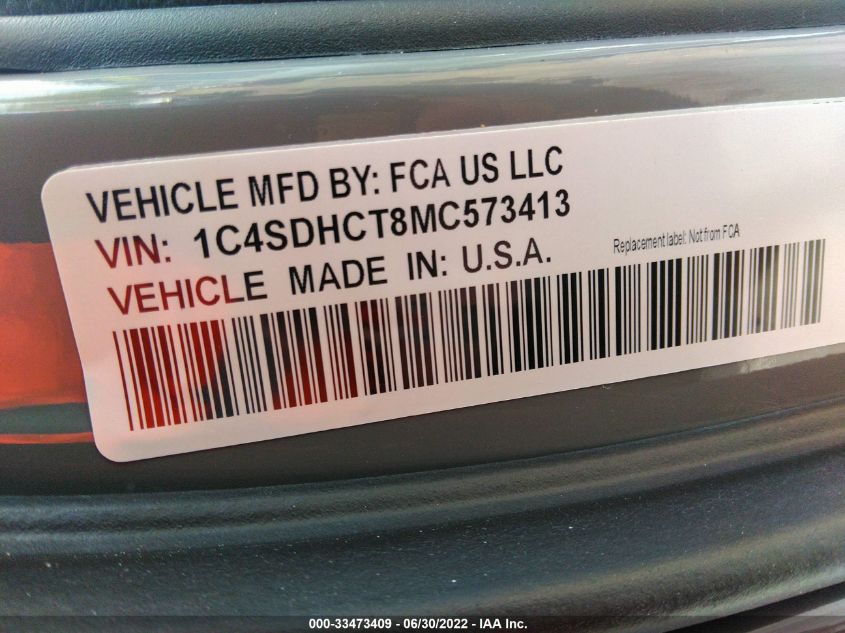 VEHICLE MFD BY: FCA US LLC
VIN: 1C4SDHCT8MC573413
VEHICLE MADE IN: U.S.A.
Replacement label: Not from FCA
000-33473409 - 06/30/2022 - IAA Inc.